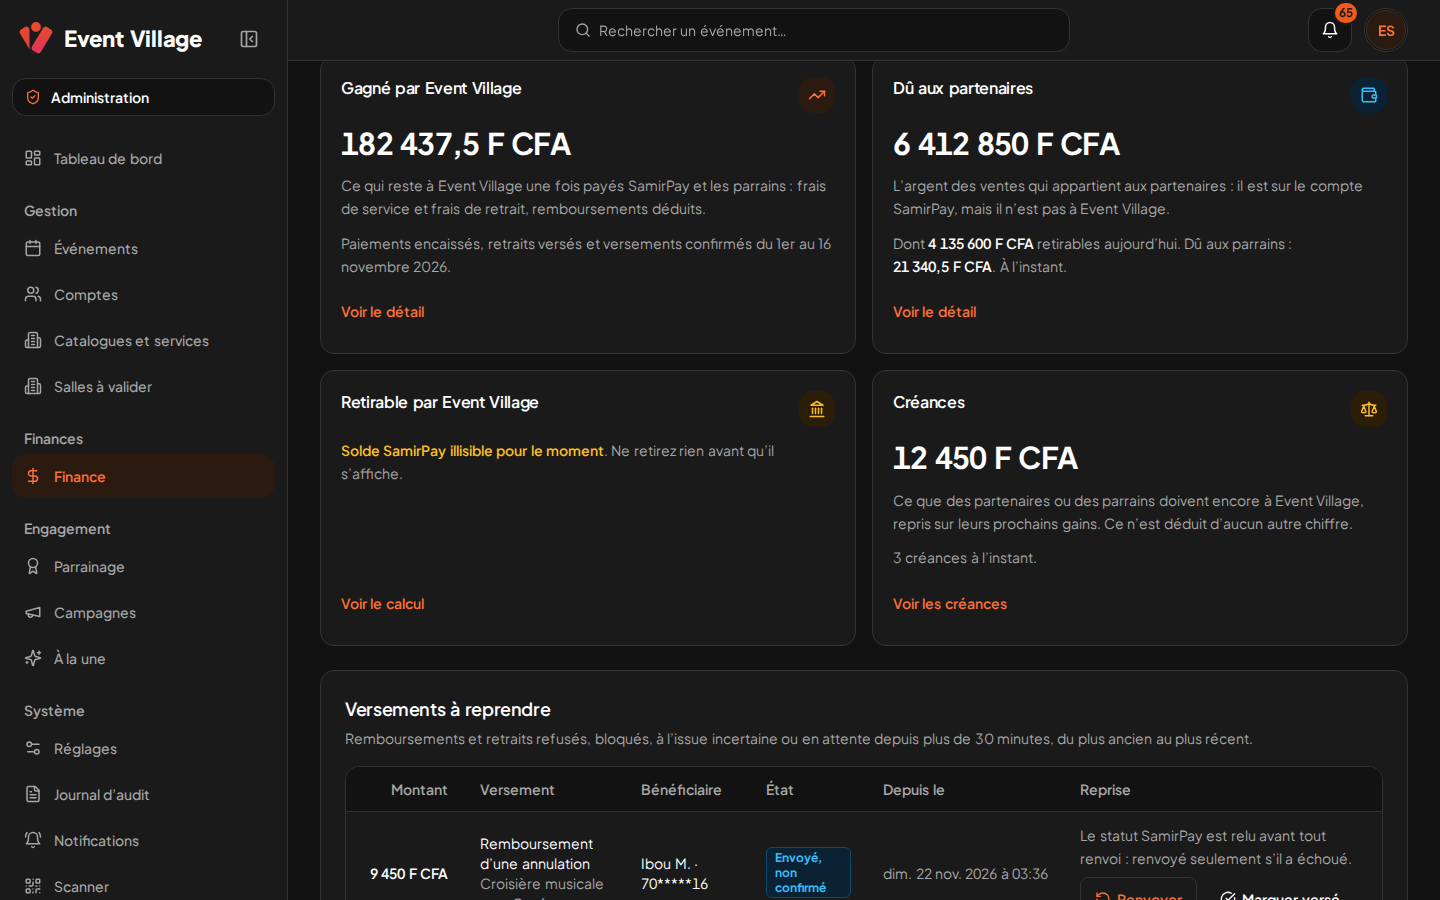 Event Village
Rechercher un événement...
65
ES
Administration
Tableau de bord
Gestion
Événements
Comptes
Catalogues et services
Salles à valider
Finances
Finance
Engagement
Parrainage
Campagnes
À la une
Système
Réglages
Journal d'audit
Notifications
Scanner
Gagné par Event Village
182 437,5 F CFA
Ce qui reste à Event Village une fois payés SamirPay et les parrains : frais
de service et frais de retrait, remboursements déduits.
Paiements encaissés, retraits versés et versements confirmés du 1er au 16
novembre 2026.
Voir le détail
Dû aux partenaires
6 412 850 F CFA
L'argent des ventes qui appartient aux partenaires : il est sur le compte
SamirPay, mais il n'est pas à Event Village.
Dont 4 135 600 F CFA retirables aujourd'hui. Dû aux parrains :
21 340,5 F CFA. À l'instant.
Voir le détail
Retirable par Event Village
Solde SamirPay illisible pour le moment. Ne retirez rien avant qu'il
s'affiche.
Voir le calcul
Créances
12 450 F CFA
Ce que des partenaires ou des parrains doivent encore à Event Village,
repris sur leurs prochains gains. Ce n'est déduit d'aucun autre chiffre.
3 créances à l'instant.
Voir les créances
Versements à reprendre
Remboursements et retraits refusés, bloqués, à l'issue incertaine ou en attente depuis plus de 30 minutes, du plus ancien au plus récent.
Montant Versement Bénéficiaire État Depuis le Reprise
9 450 F CFA
Remboursement
d'une annulation
Croisière musicale
Ibou M. ·
70*****16
Envoyé,
non
confirmé
dim. 22 nov. 2026 à 03:36
Le statut SamirPay est relu avant tout
renvoi : renvoyé seulement s'il a échoué.
Renvoyer Marquer versé